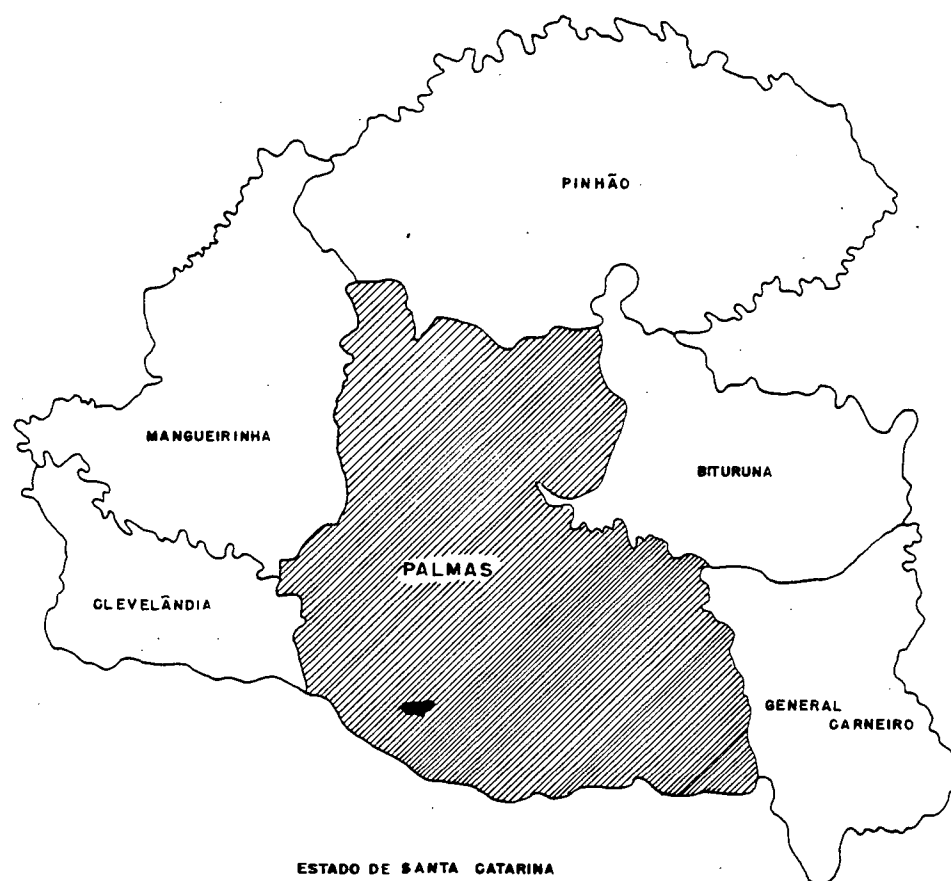 PINHÃO
MANGUEIRINHA
BITURUNA
PALMAS
CLEVELÂNDIA
GENERAL
CARNEIRO
ESTADO DE SANTA CATARINA